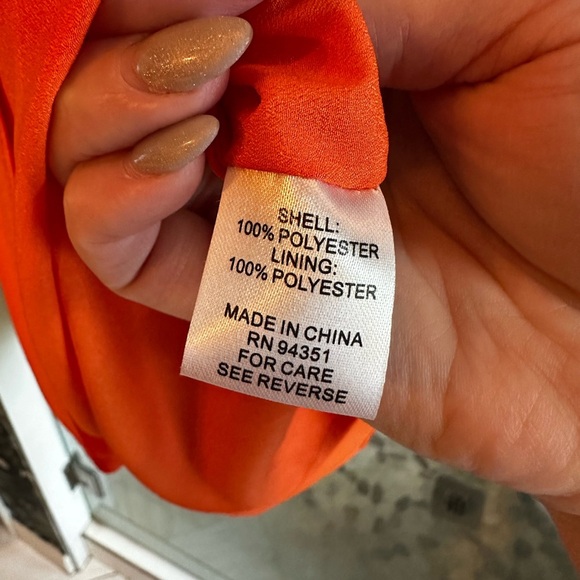 SHELL:
100% POLYESTER
LINING:
100% POLYESTER
MADE IN CHINA
RN 94351
FOR CARE
SEE REVERSE